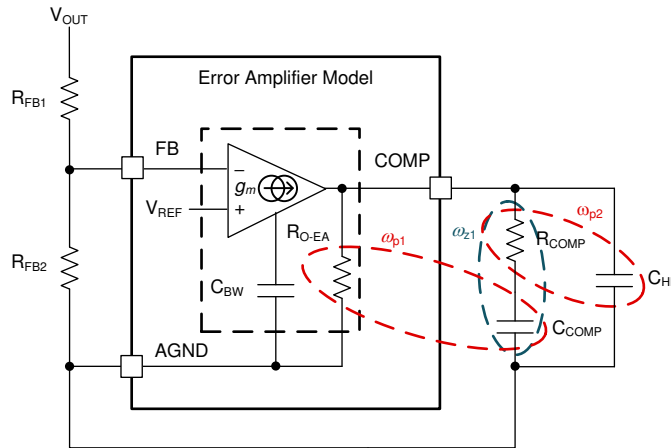 VOUT
Error Amplifier Model
RFB1
FB
COMP
−
gm
+
VREF
RO-EA
ωp1
ωz1
ωp2
RCOMP
RFB2
CBW
CHF
CCOMP
AGND